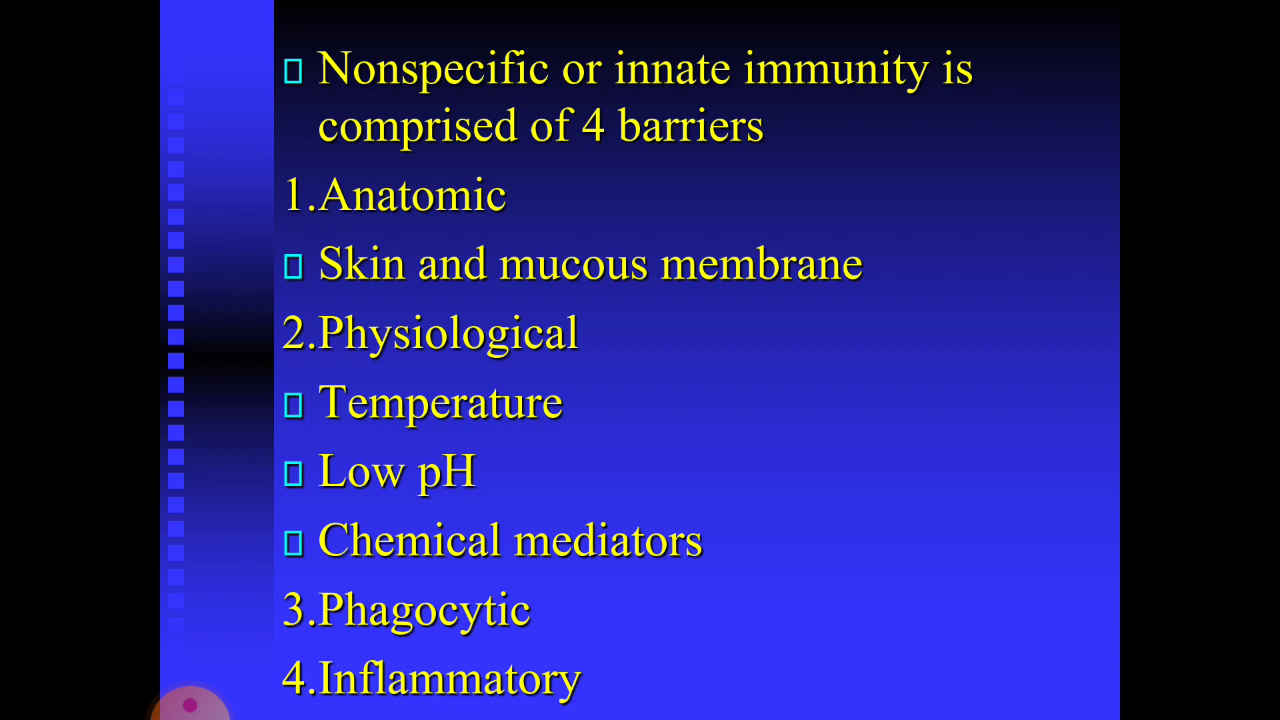 Nonspecific or innate immunity is
comprised of 4 barriers
1.Anatomic
Skin and mucous membrane
2.Physiological
Temperature
Low pH
Chemical mediators
3.Phagocytic
4.Inflammatory